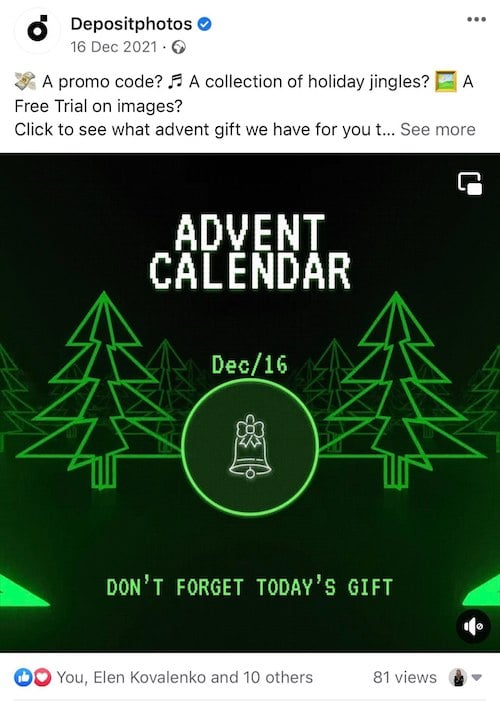 Depositphotos
16 Dec 2021 ·
💸 A promo code? 🎵 A collection of holiday jingles? 🖼️ A
Free Trial on images?
Click to see what advent gift we have for you t... See more
ADVENT
CALENDAR
Dec/16
DON'T FORGET TODAY'S GIFT
You, Elen Kovalenko and 10 others 81 views